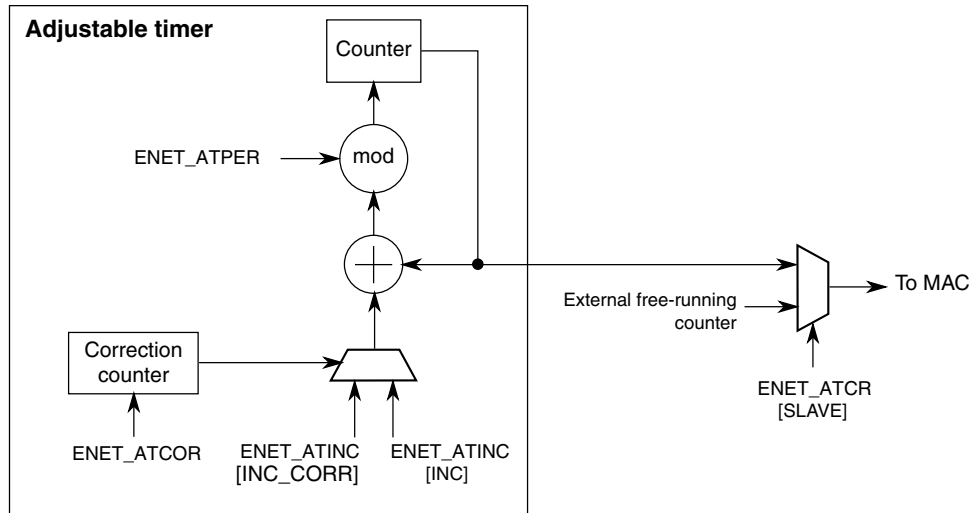 Adjustable timer
Counter
ENET_ATPER
mod
External free-running
counter
To MAC
Correction
counter
ENET_ATCR
[SLAVE]
ENET_ATCOR
ENET_ATINC
[INC_CORR]
ENET_ATINC
[INC]